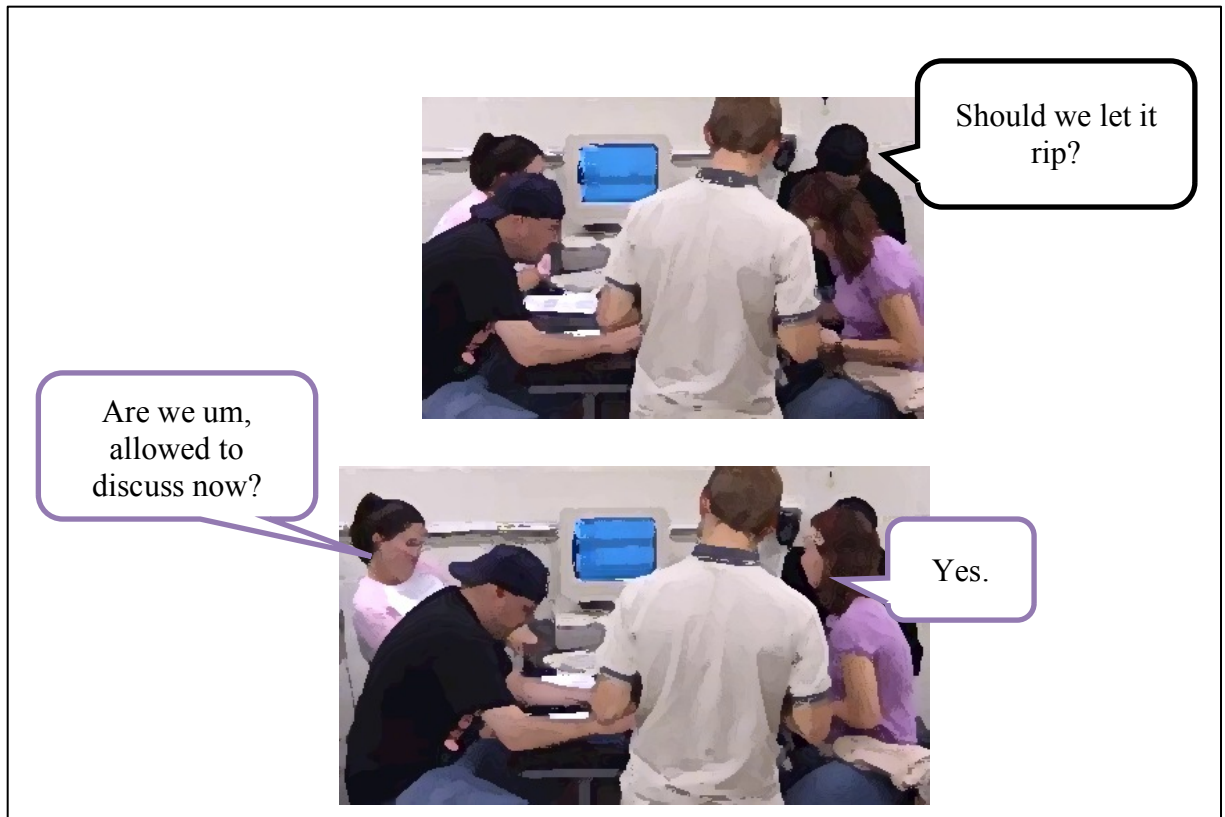 Should we let it
rip?
Are we um,
allowed to
discuss now?
Yes.